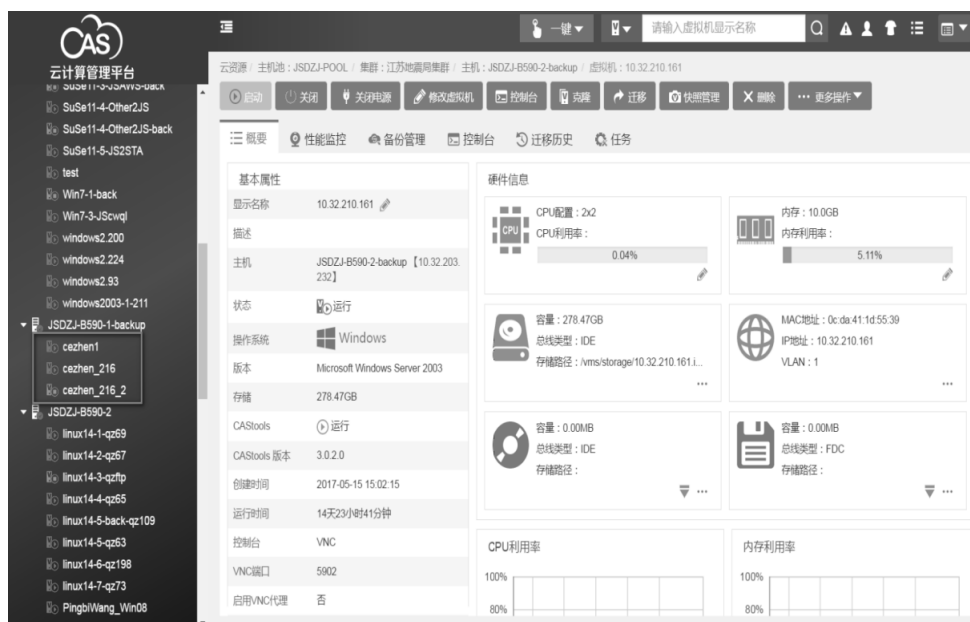 CAS
云计算管理平台
一键
请输入虚拟机显示名称
云资源 / 主机池：JSDZJ-POOL / 集群：江苏地震局集群 / 主机：JSDZJ-B590-2-backup / 虚拟机：10.32.210.161
启动 关闭 关闭电源 修改虚拟机 控制台 克隆 迁移 快照管理 删除 更多操作
概要 性能监控 备份管理 控制台 迁移历史 任务
SuSe11-3-JSAWS-back
SuSe11-4-Other2JS
SuSe11-4-Other2JS-back
SuSe11-5-JS2STA
test
Win7-1-back
Win7-3-JScwql
windows2.200
windows2.224
windows2.93
windows2003-1-211
JSDZJ-B590-1-backup
cezhen1
cezhen_216
cezhen_216_2
JSDZJ-B590-2
linux14-1-qz69
linux14-2-qz67
linux14-3-qzftp
linux14-4-qz65
linux14-5-back-qz109
linux14-5-qz63
linux14-6-qz198
linux14-7-qz73
PingbiWang_Win08
基本属性
显示名称 10.32.210.161
描述
主机 JSDZJ-B590-2-backup【10.32.203.
232】
状态 运行
操作系统 Windows
版本 Microsoft Windows Server 2003
存储 278.47GB
CAStools 运行
CAStools 版本 3.0.2.0
创建时间 2017-05-15 15:02:15
运行时间 14天23小时41分钟
控制台 VNC
VNC端口 5902
启用VNC代理 否
硬件信息
CPU
CPU配置：2x2
CPU利用率：
0.04%
内存：10.0GB
内存利用率：
5.11%
容量：278.47GB
总线类型：IDE
存储路径：/vms/storage/10.32.210.161.i...
MAC地址：0c:da:41:1d:55:39
IP地址：10.32.210.161
VLAN：1
容量：0.00MB
总线类型：IDE
存储路径：
容量：0.00MB
总线类型：FDC
存储路径：
CPU利用率
100%
80%
内存利用率
100%
80%